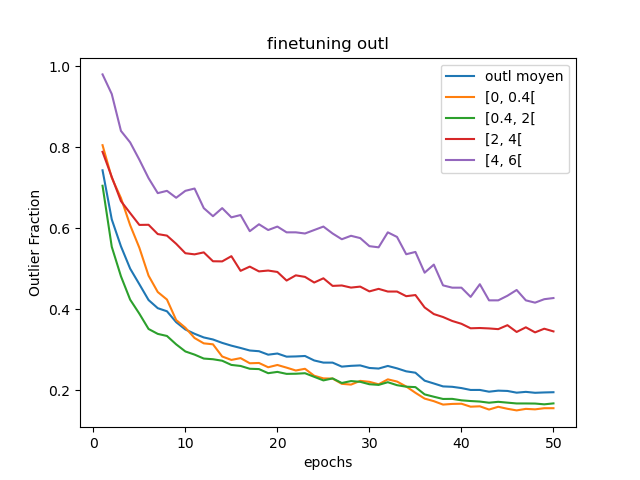 finetuning outl
1.0
0.8
0.6
0.4
0.2
Outlier Fraction
outl moyen
[0, 0.4[
[0.4, 2[
[2, 4[
[4, 6[
0 10 20 30 40 50
epochs